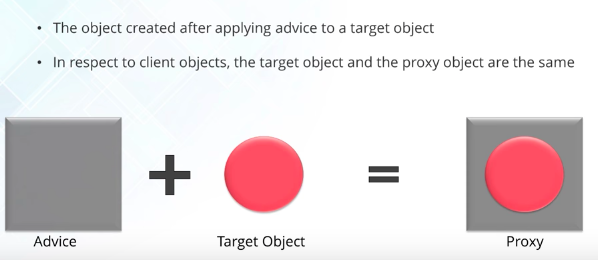 • The object created after applying advice to a target object
• In respect to client objects, the target object and the proxy object are the same
+ =
Advice Target Object Proxy